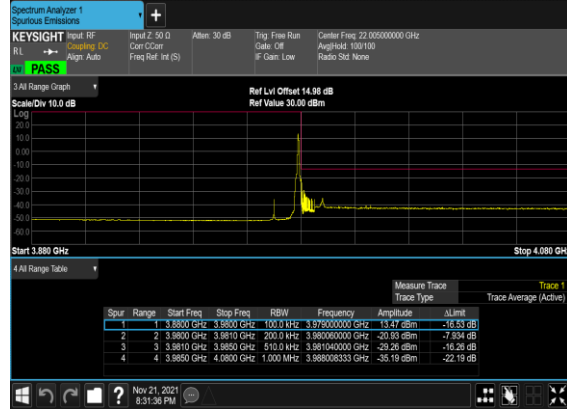 Spectrum Analyzer 1
Spurious Emissions
+
KEYSIGHT Input: RF Input Z: 50 Ω Atten: 30 dB Trig: Free Run Center Freq: 22.005000000 GHz
RL Coupling: DC Corr CCorr Gate: Off Avg|Hold: 100/100
Align: Auto Freq Ref: Int (S) IF Gain: Low Radio Std: None
PASS
3 All Range Graph
Ref Lvl Offset 14.98 dB
Scale/Div 10.0 dB Ref Value 30.00 dBm
Log
20.0
10.0
0.00
-10.0
-20.0
-30.0
-40.0
-50.0
-60.0
Start 3.880 GHz Stop 4.080 GHz
4 All Range Table
Measure Trace Trace 1
Trace Type Trace Average (Active)
Spur Range Start Freq Stop Freq RBW Frequency Amplitude ΔLimit
1 1 3.8800 GHz 3.9800 GHz 100.0 kHz 3.979000000 GHz 13.47 dBm -16.53 dB
2 2 3.9800 GHz 3.9810 GHz 200.0 kHz 3.980060000 GHz -20.93 dBm -7.934 dB
3 3 3.9810 GHz 3.9850 GHz 510.0 kHz 3.981040000 GHz -29.26 dBm -16.26 dB
4 4 3.9850 GHz 4.0800 GHz 1.000 MHz 3.988008333 GHz -35.19 dBm -22.19 dB
? Nov 21, 2021
8:31:36 PM